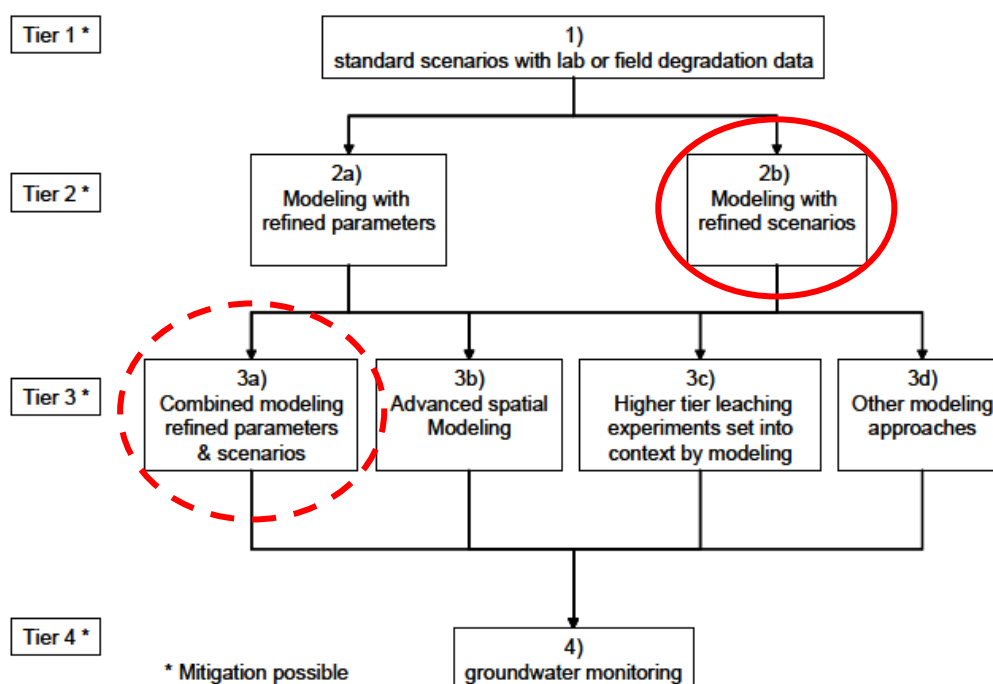 Tier 1 *
1)
standard scenarios with lab or field degradation data
Tier 2 *
2a)
Modeling with
refined parameters
2b)
Modeling with
refined scenarios
Tier 3 *
3a)
Combined modeling
refined parameters
& scenarios
3b)
Advanced spatial
Modeling
3c)
Higher tier leaching
experiments set into
context by modeling
3d)
Other modeling
approaches
Tier 4 *
4)
groundwater monitoring
* Mitigation possible